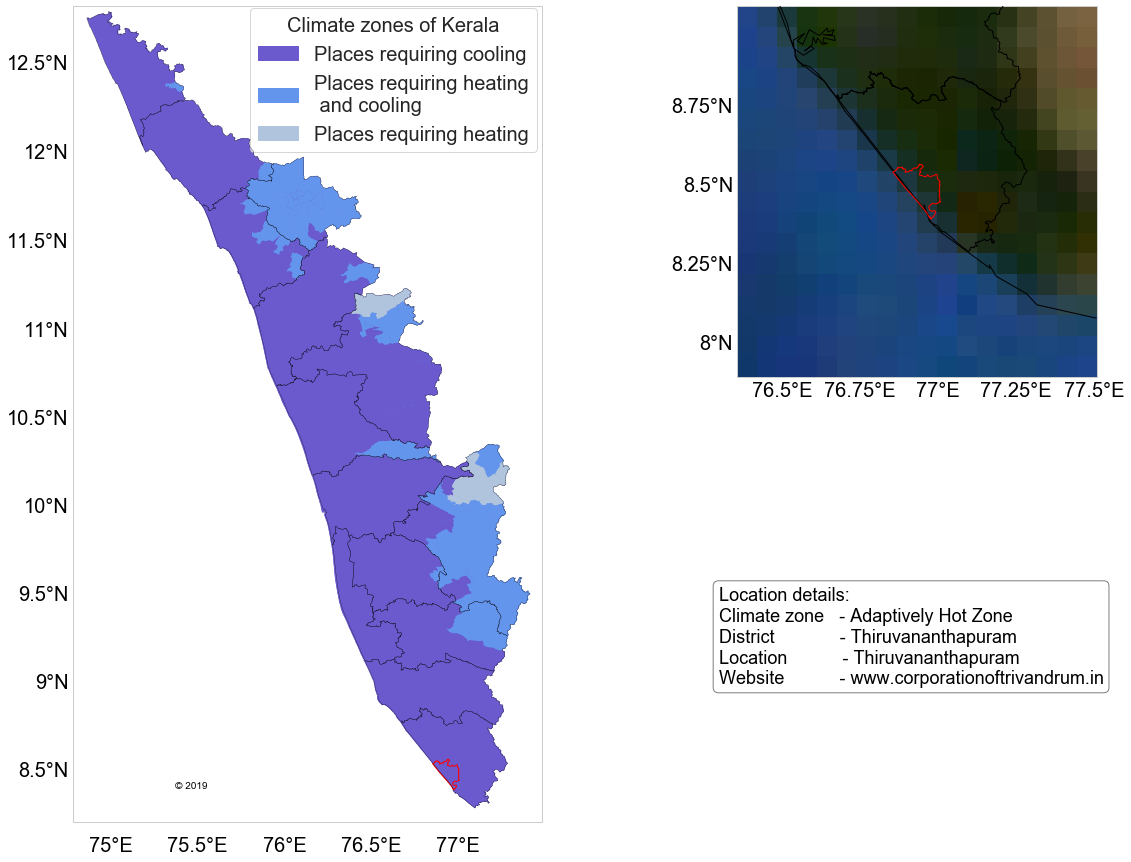 Climate zones of Kerala
Places requiring cooling
Places requiring heating
and cooling
Places requiring heating
12.5°N
12°N
11.5°N
11°N
10.5°N
10°N
9.5°N
9°N
8.5°N
75°E 75.5°E 76°E 76.5°E 77°E
© 2019
8.75°N
8.5°N
8.25°N
8°N
76.5°E 76.75°E 77°E 77.25°E 77.5°E
Location details:
Climate zone - Adaptively Hot Zone
District - Thiruvananthapuram
Location - Thiruvananthapuram
Website - www.corporationoftrivandrum.in